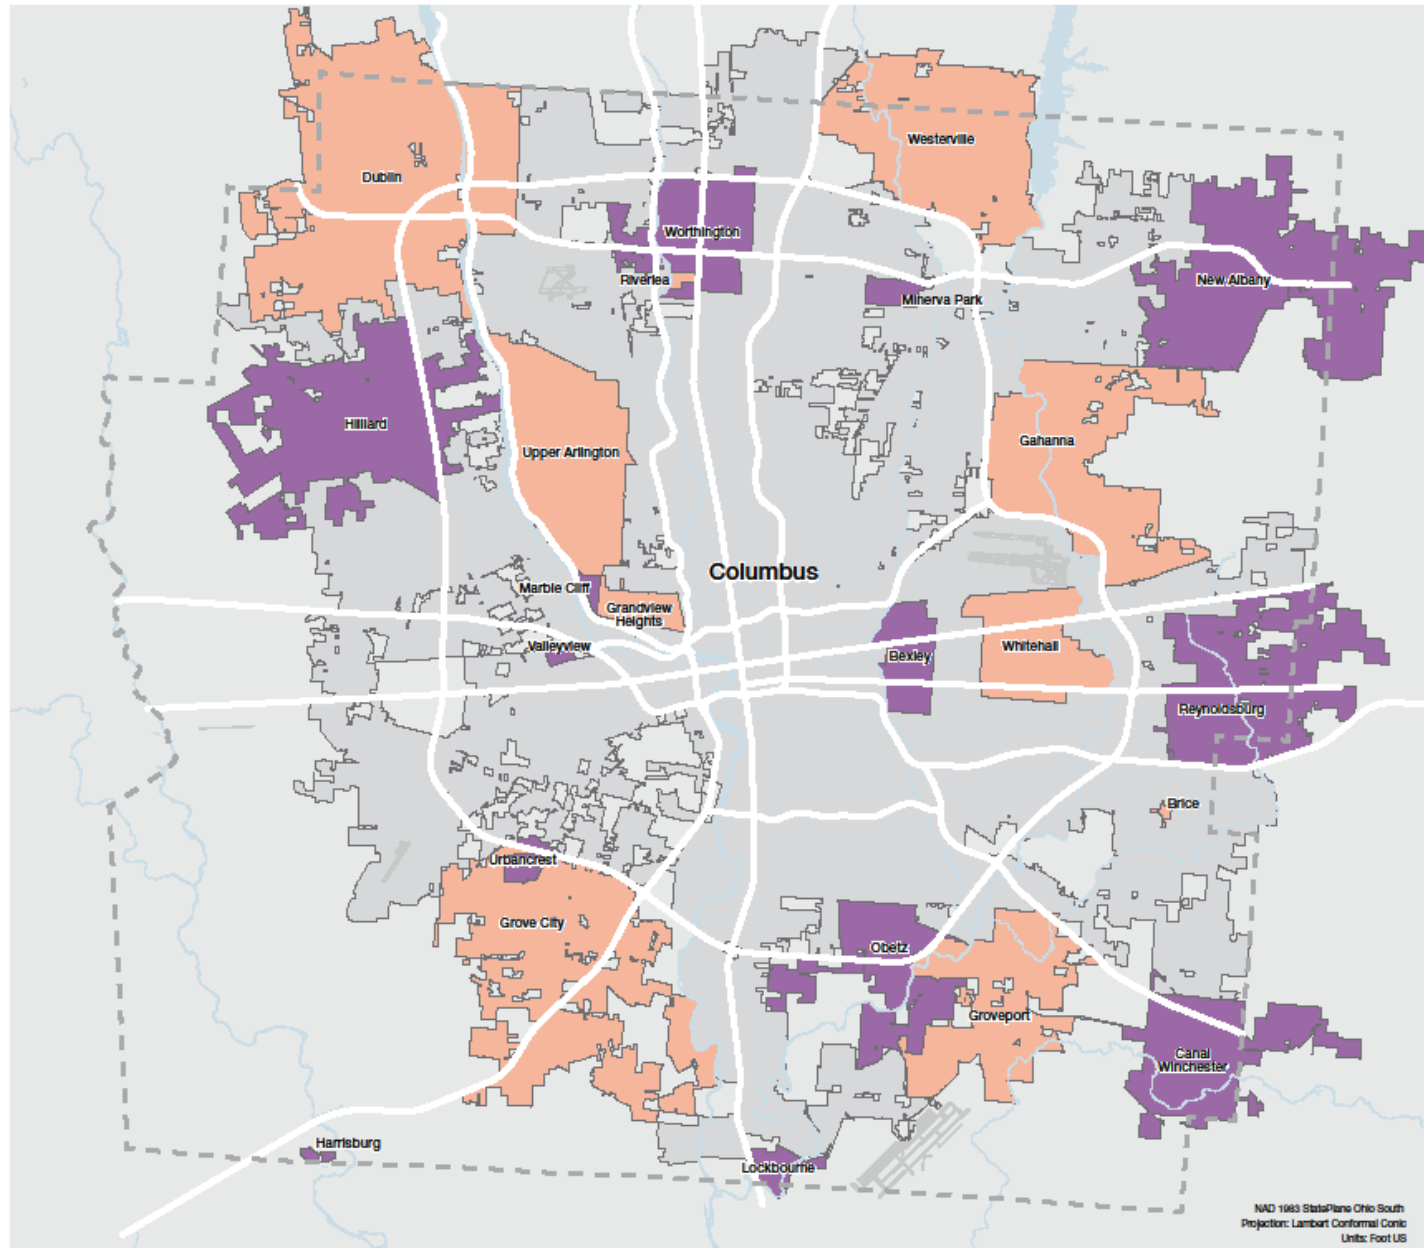 Westerville
Dublin
Worthington
Riverlea
New Albany
Minerva Park
Hilliard
Gahanna
Upper Arlington
Columbus
Marble Cliff
Grandview
Heights
Valleyview
Whitehall
Bexley
Reynoldsburg
Brice
Urbancrest
Grove City
Obetz
Groveport
Canal
Winchester
Harrisburg
Lockbourne
NAD 1983 StatePlane Ohio South
Projection: Lambert Conformal Conic
Units: Foot US